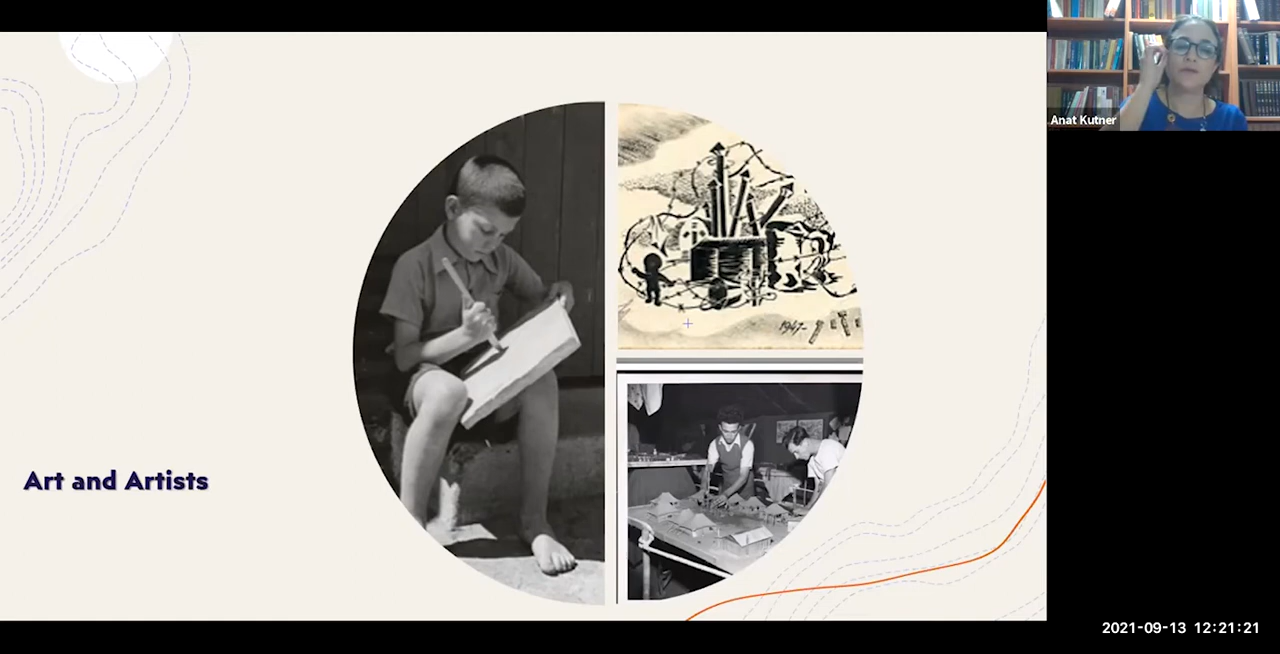 Anat Kutner
1947-
Art and Artists
2021-09-13 12:21:21